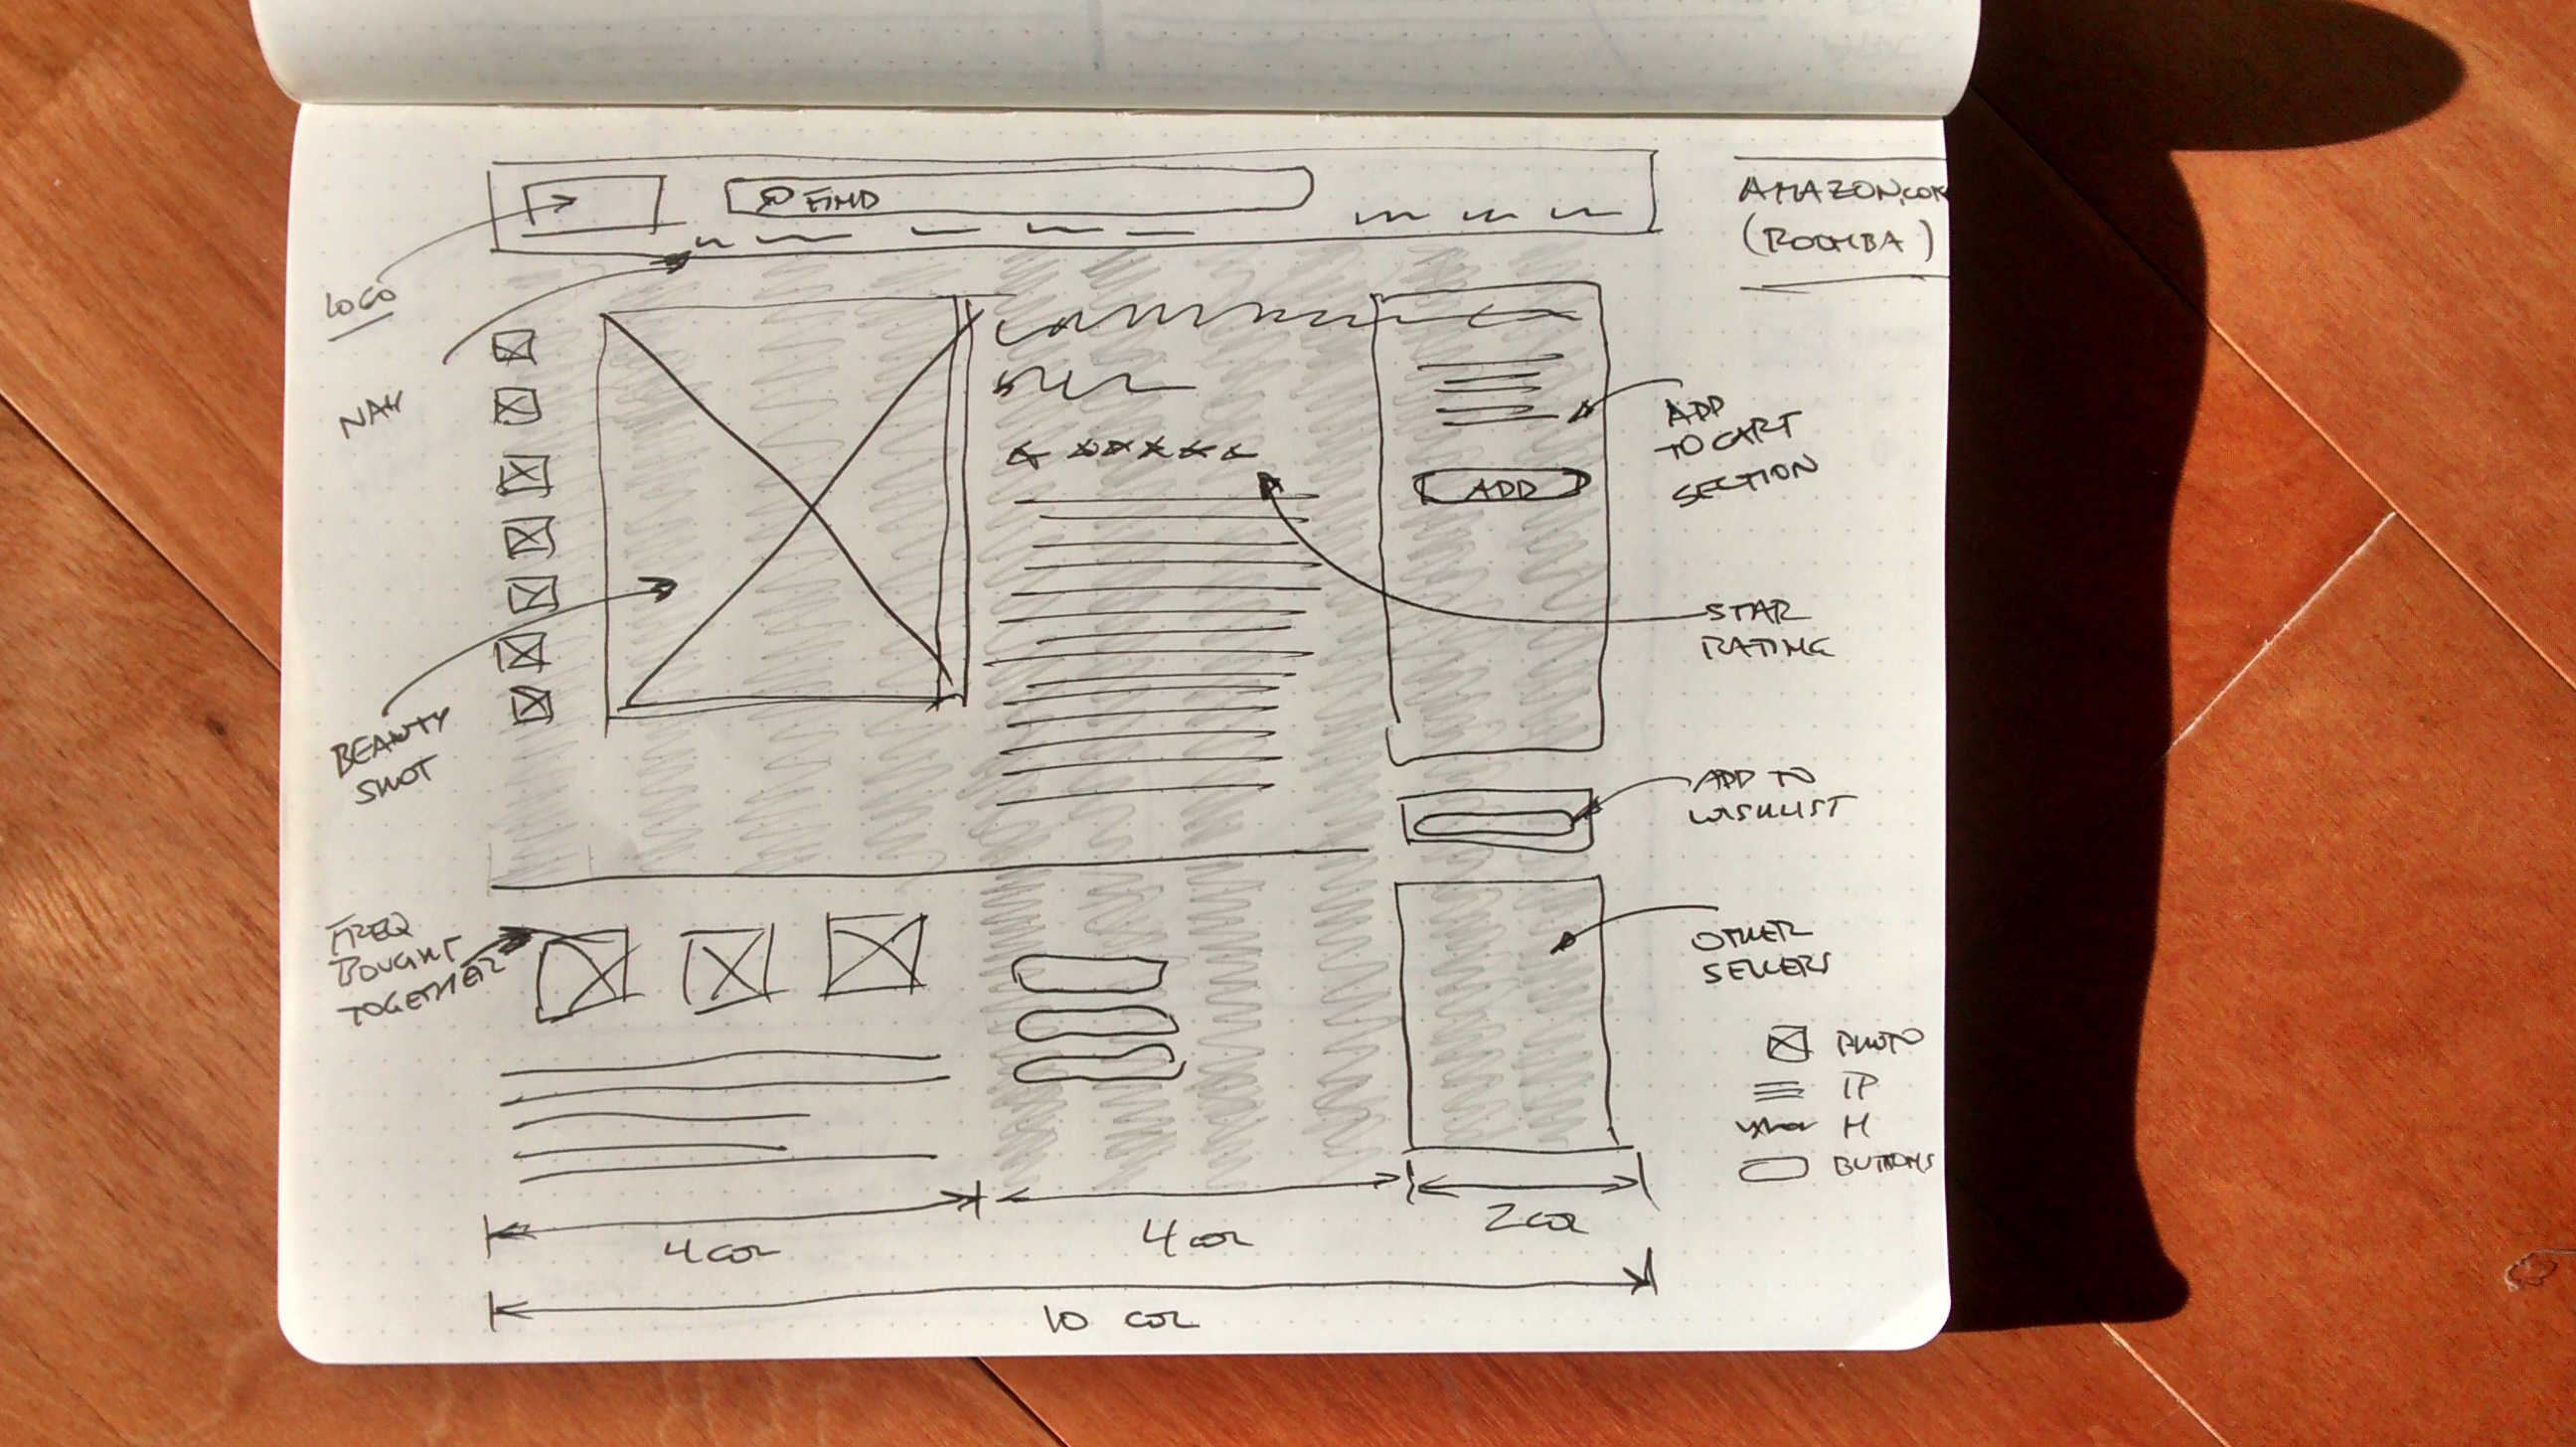 FIND
AMAZON.COM
(ROOMBA)
LOGO
NAV
ADD
TO CART
SECTION
ADD
STAR
RATING
BEAUTY
SHOT
ADD TO
WISHLIST
FREQ
BOUGHT
TOGETHER
OTHER
SELLERS
PHOTO
P
H
BUTTONS
4 COL
4 COL
2 COL
10 COL